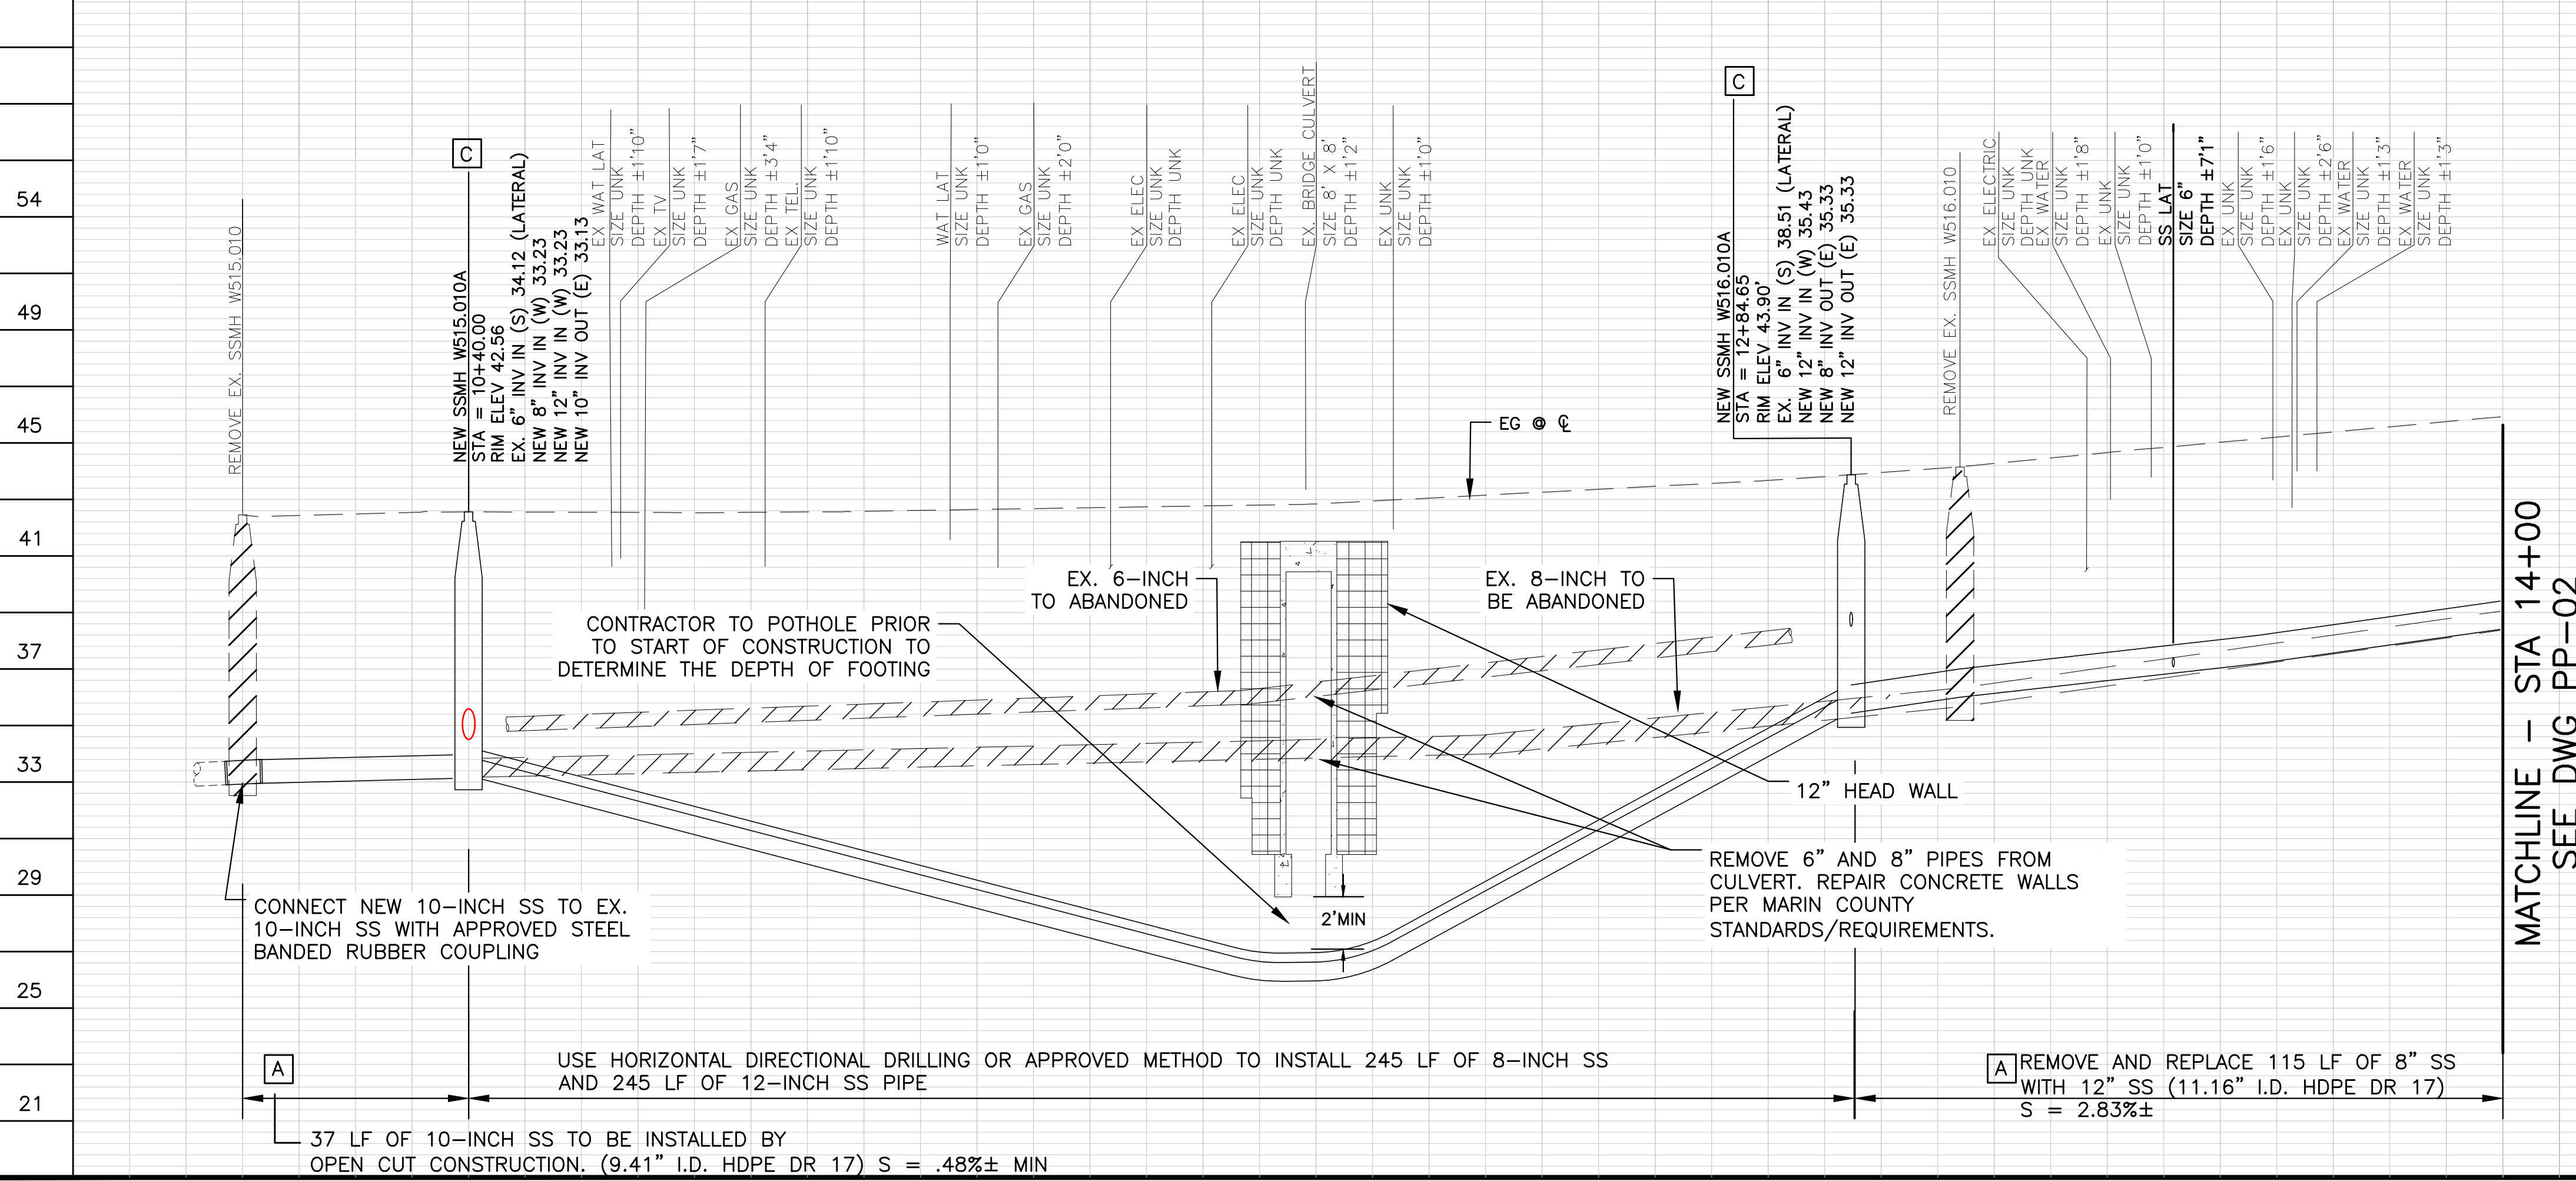 54
49
45
41
37
33
29
25
21
REMOVE EX. SSMH W515.010
C
NEW SSMH W515.010A
STA = 10+40.00
RIM ELEV 42.56
EX. 6" INV IN (S) 34.12 (LATERAL)
NEW 8" INV IN (W) 33.23
NEW 12" INV IN (W) 33.23
NEW 10" INV OUT (E) 33.13
EX WAT LAT
SIZE UNK
DEPTH ±1'10"
EX TV
SIZE UNK
DEPTH ±1'7"
EX GAS
SIZE UNK
DEPTH ±3'4"
EX TEL.
SIZE UNK
DEPTH ±1'10"
WAT LAT
SIZE UNK
DEPTH ±1'0"
EX GAS
SIZE UNK
DEPTH ±2'0"
EX ELEC
SIZE UNK
DEPTH UNK
EX ELEC
SIZE UNK
DEPTH UNK
EX. BRIDGE CULVERT
SIZE 8' X 8'
DEPTH ±1'2"
EX UNK
SIZE UNK
DEPTH ±1'0"
C
NEW SSMH W516.010A
STA = 12+84.65
RIM ELEV 43.90'
EX. 6" INV IN (S) 38.51 (LATERAL)
NEW 12" INV IN (W) 35.43
NEW 8" INV OUT (E) 35.33
NEW 12" INV OUT (E) 35.33
REMOVE EX. SSMH W516.010
EX ELECTRIC
SIZE UNK
DEPTH UNK
EX WATER
SIZE UNK
DEPTH ±1'8"
EX UNK
SIZE UNK
DEPTH ±1'0"
SS LAT
SIZE 6"
DEPTH ±7'1"
EX UNK
SIZE UNK
DEPTH ±1'6"
EX UNK
SIZE UNK
DEPTH ±2'6"
EX WATER
SIZE UNK
DEPTH ±1'3"
EX WATER
SIZE UNK
DEPTH ±1'3"
EG @ ℄
EX. 6-INCH
TO ABANDONED
EX. 8-INCH TO
BE ABANDONED
CONTRACTOR TO POTHOLE PRIOR
TO START OF CONSTRUCTION TO
DETERMINE THE DEPTH OF FOOTING
12" HEAD WALL
REMOVE 6" AND 8" PIPES FROM
CULVERT. REPAIR CONCRETE WALLS
PER MARIN COUNTY
STANDARDS/REQUIREMENTS.
2'MIN
CONNECT NEW 10-INCH SS TO EX.
10-INCH SS WITH APPROVED STEEL
BANDED RUBBER COUPLING
MATCHLINE - STA 14+00
SEE DWG PP-02
A
USE HORIZONTAL DIRECTIONAL DRILLING OR APPROVED METHOD TO INSTALL 245 LF OF 8-INCH SS
AND 245 LF OF 12-INCH SS PIPE
A
REMOVE AND REPLACE 115 LF OF 8" SS
WITH 12" SS (11.16" I.D. HDPE DR 17)
S = 2.83%±
37 LF OF 10-INCH SS TO BE INSTALLED BY
OPEN CUT CONSTRUCTION. (9.41" I.D. HDPE DR 17) S = .48%± MIN